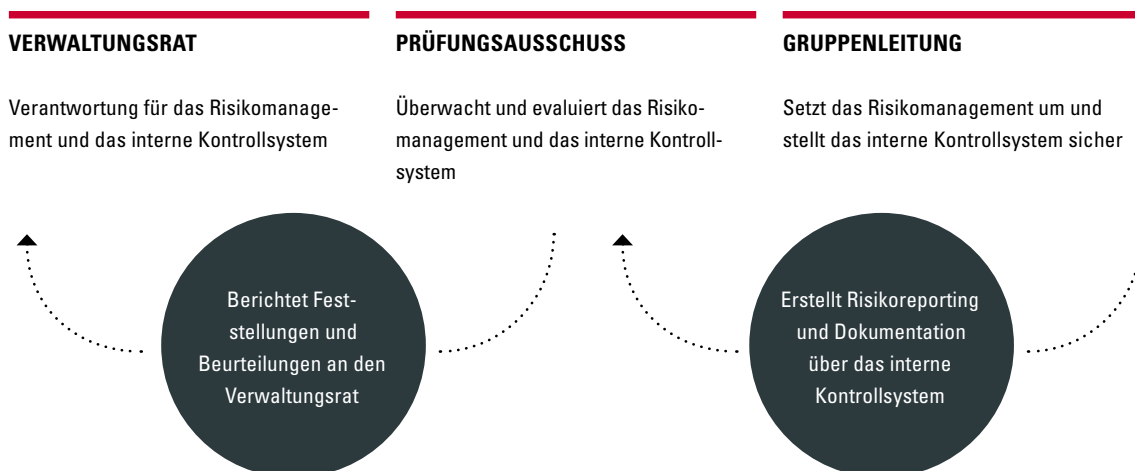 VERWALTUNGSRAT
Verantwortung für das Risikomanage-
ment und das interne Kontrollsystem
PRÜFUNGSAUSSCHUSS
Überwacht und evaluiert das Risiko-
management und das interne Kontroll-
system
GRUPPENLEITUNG
Setzt das Risikomanagement um und
stellt das interne Kontrollsystem sicher
Berichtet Fest-
stellungen und
Beurteilungen an den
Verwaltungsrat
Erstellt Risikoreporting
und Dokumentation
über das interne
Kontrollsystem